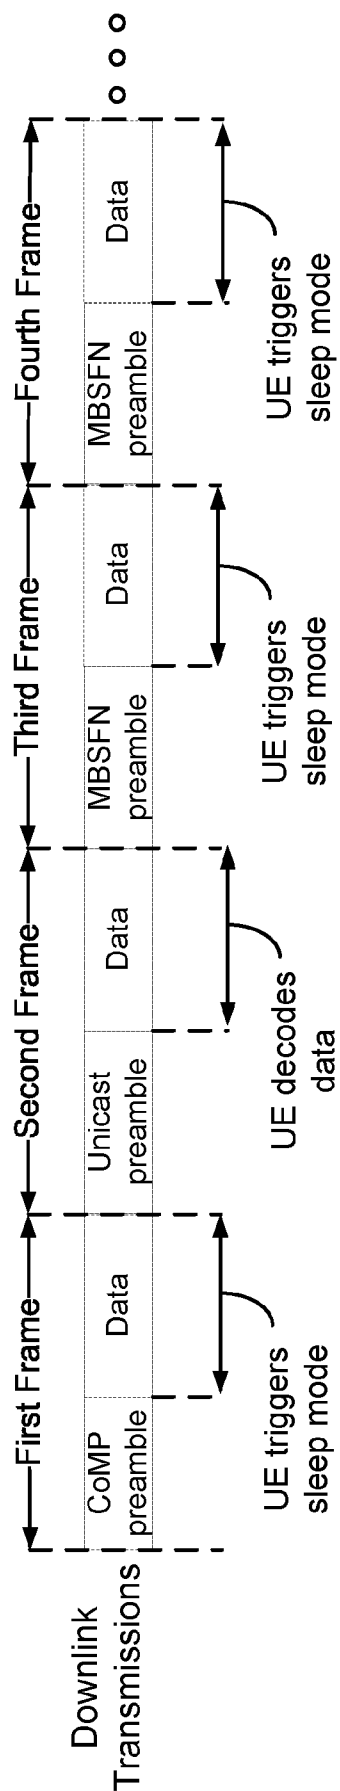 First Frame
Second Frame
Third Frame
Fourth Frame
Downlink
Transmissions
CoMP
preamble
Data
Unicast
preamble
Data
MBSFN
preamble
Data
MBSFN
preamble
Data
UE triggers
sleep mode
UE decodes
data
UE triggers
sleep mode
UE triggers
sleep mode